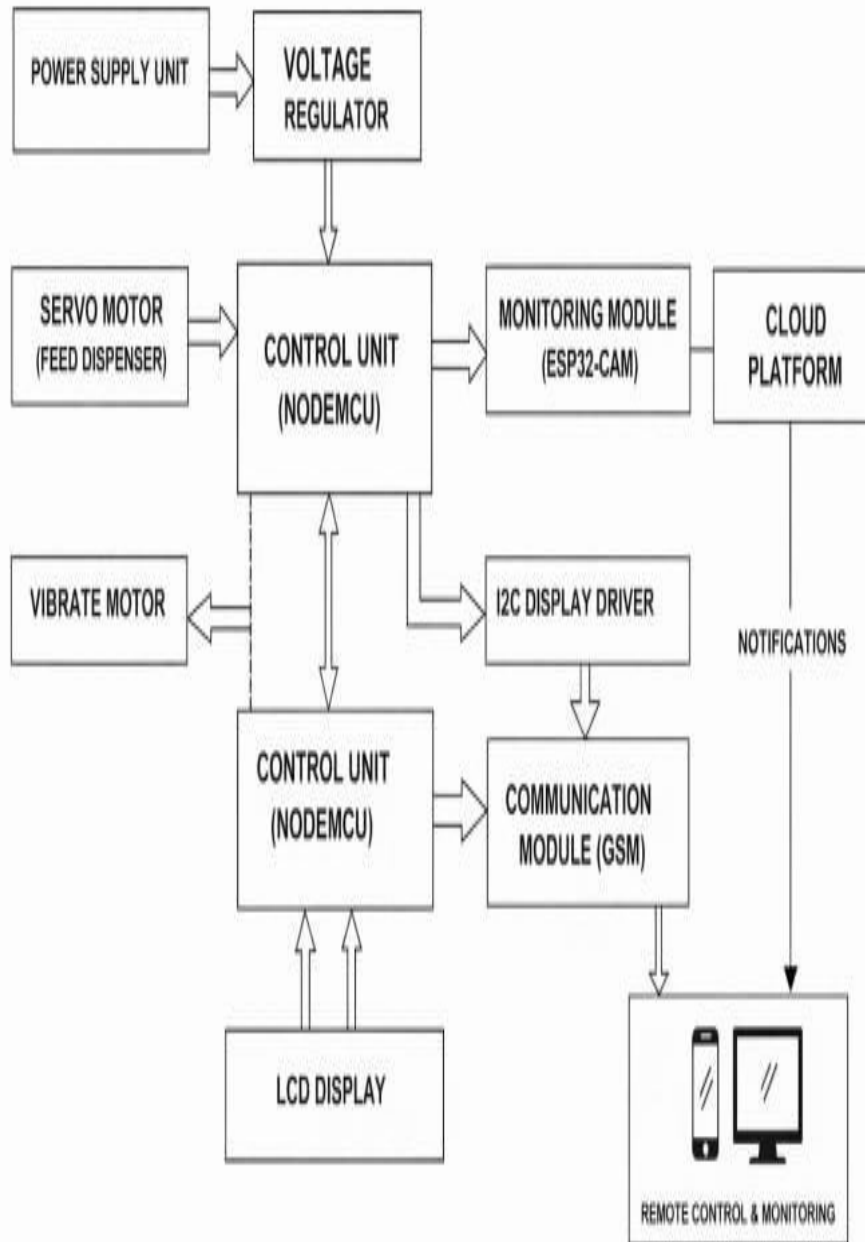 POWER SUPPLY UNIT
VOLTAGE
REGULATOR
SERVO MOTOR
(FEED DISPENSER)
CONTROL UNIT
(NODEMCU)
MONITORING MODULE
(ESP32-CAM)
CLOUD
PLATFORM
VIBRATE MOTOR
I2C DISPLAY DRIVER
NOTIFICATIONS
CONTROL UNIT
(NODEMCU)
COMMUNICATION
MODULE (GSM)
LCD DISPLAY
REMOTE CONTROL & MONITORING